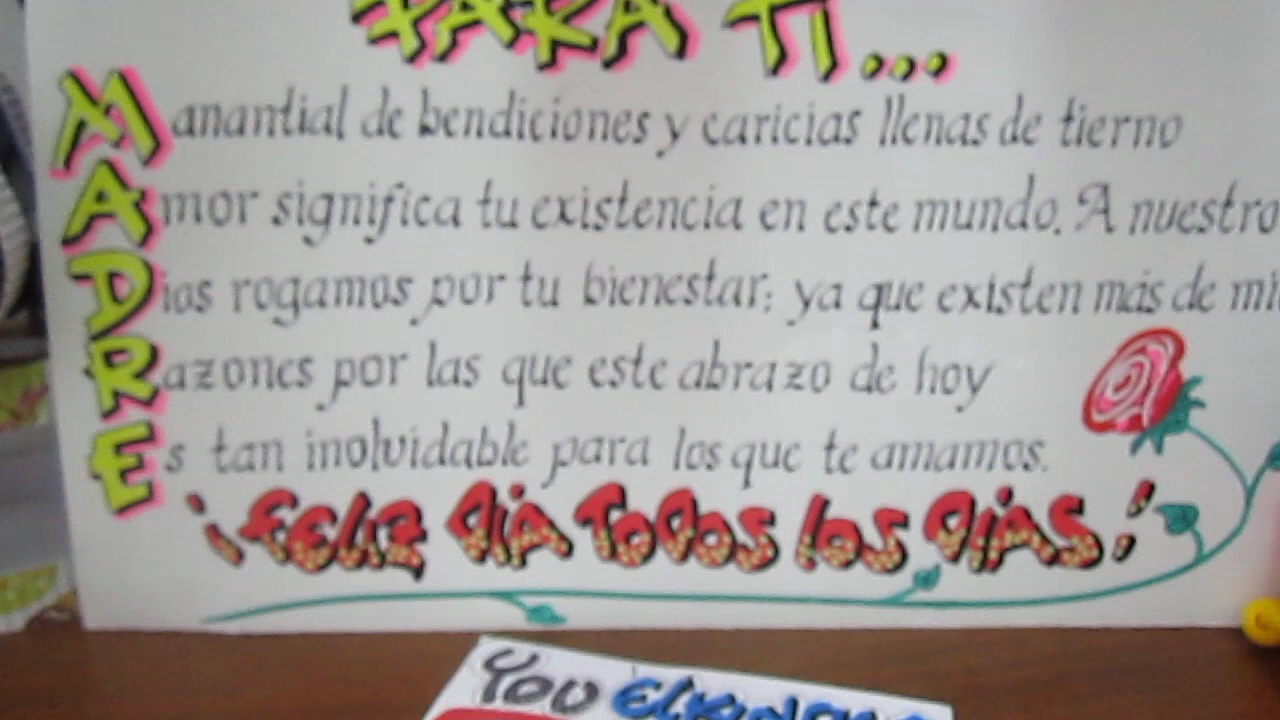 PARA TI...
Manantial de bendiciones y caricias llenas de tierno
Amor significa tu existencia en este mundo. A nuestro
Dios rogamos por tu bienestar; ya que existen más de mil
Razones por las que este abrazo de hoy
Es tan inolvidable para los que te amamos.
¡FELIZ DÍA TODOS LOS DÍAS!
YOU